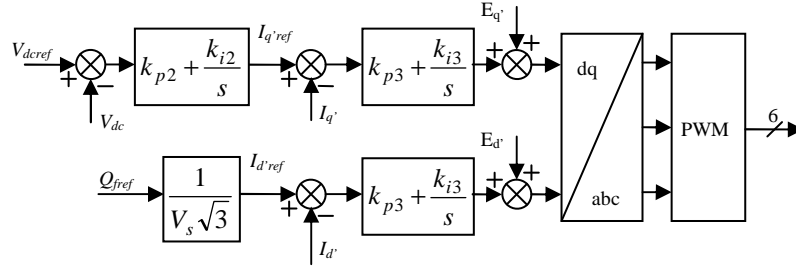 V_dcref
+
−
V_dc
k_p2 + k_i2/s
I_q'ref
+
−
I_q'
k_p3 + k_i3/s
E_q'
+
+
dq
abc
PWM
6
Q_fref
1/(V_s√3)
I_d'ref
+
−
I_d'
k_p3 + k_i3/s
E_d'
+
+